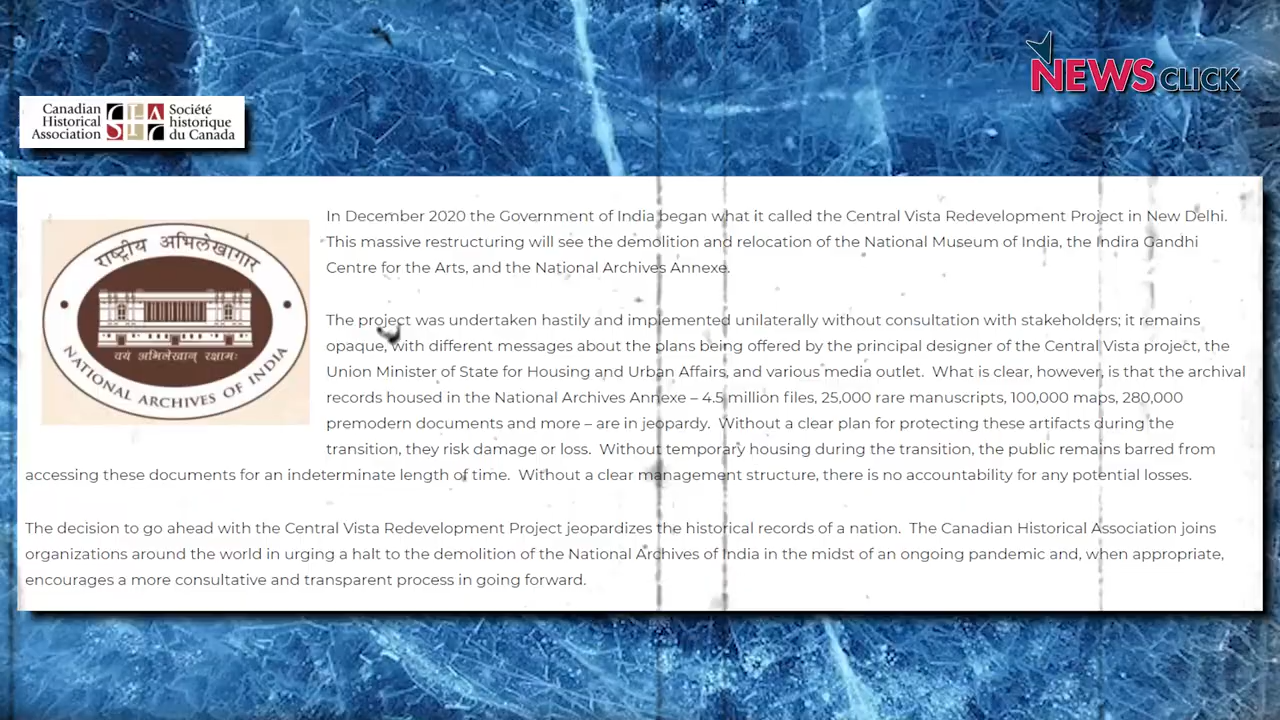 NEWSCLICK
Canadian Historical Association
Société historique du Canada
राष्ट्रीय अभिलेखागार
वयं अभिलेखान् रक्षामः
NATIONAL ARCHIVES OF INDIA
In December 2020 the Government of India began what it called the Central Vista Redevelopment Project in New Delhi.
This massive restructuring will see the demolition and relocation of the National Museum of India, the Indira Gandhi
Centre for the Arts, and the National Archives Annexe.
The project was undertaken hastily and implemented unilaterally without consultation with stakeholders; it remains
opaque, with different messages about the plans being offered by the principal designer of the Central Vista project, the
Union Minister of State for Housing and Urban Affairs, and various media outlet. What is clear, however, is that the archival
records housed in the National Archives Annexe – 4.5 million files, 25,000 rare manuscripts, 100,000 maps, 280,000
premodern documents and more – are in jeopardy. Without a clear plan for protecting these artifacts during the
transition, they risk damage or loss. Without temporary housing during the transition, the public remains barred from
accessing these documents for an indeterminate length of time. Without a clear management structure, there is no accountability for any potential losses.
The decision to go ahead with the Central Vista Redevelopment Project jeopardizes the historical records of a nation. The Canadian Historical Association joins
organizations around the world in urging a halt to the demolition of the National Archives of India in the midst of an ongoing pandemic and, when appropriate,
encourages a more consultative and transparent process in going forward.